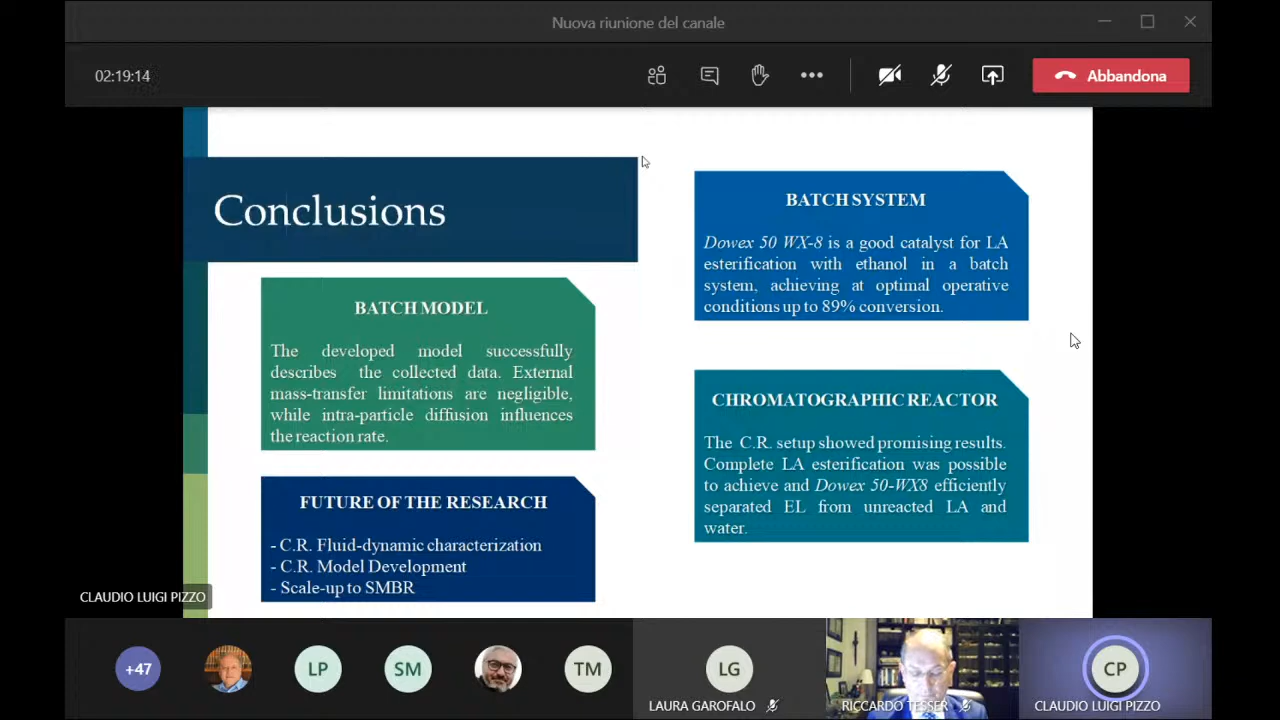 Nuova riunione del canale
02:19:14
Abbandona
Conclusions
BATCH MODEL
The developed model successfully
describes the collected data. External
mass-transfer limitations are negligible,
while intra-particle diffusion influences
the reaction rate.
FUTURE OF THE RESEARCH
- C.R. Fluid-dynamic characterization
- C.R. Model Development
- Scale-up to SMBR
BATCH SYSTEM
Dowex 50 WX-8 is a good catalyst for LA
esterification with ethanol in a batch
system, achieving at optimal operative
conditions up to 89% conversion.
CHROMATOGRAPHIC REACTOR
The C.R. setup showed promising results.
Complete LA esterification was possible
to achieve and Dowex 50-WX8 efficiently
separated EL from unreacted LA and
water.
CLAUDIO LUIGI PIZZO
+47
LP
SM
TM
LG
LAURA GAROFALO
RICCARDO TESSER
CP
CLAUDIO LUIGI PIZZO